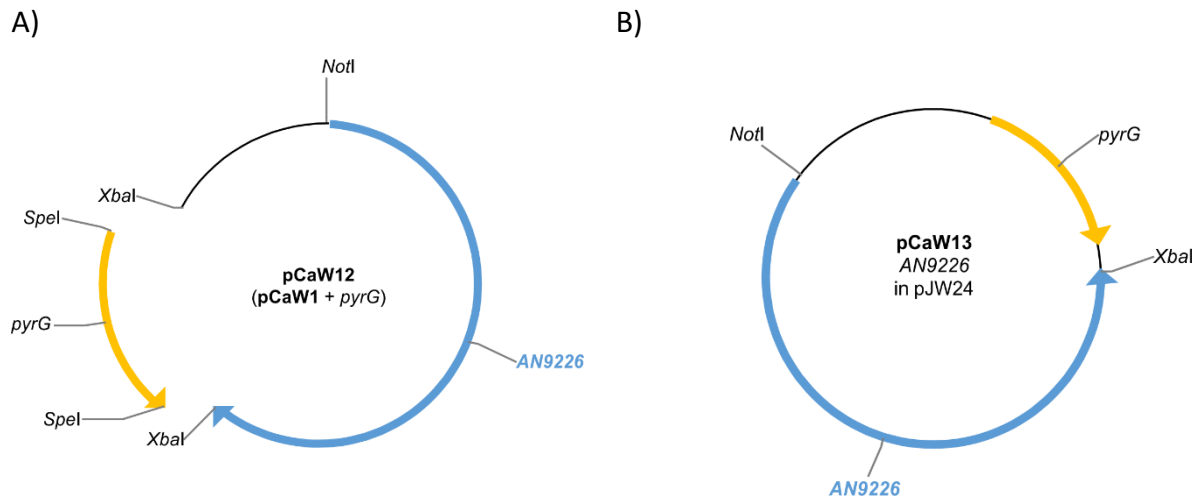 A)
NotI
XbaI
SpeI
pCaW12
(pCaW1 + pyrG)
pyrG
AN9226
SpeI
XbaI
B)
pyrG
NotI
pCaW13
AN9226
in pJW24
XbaI
AN9226